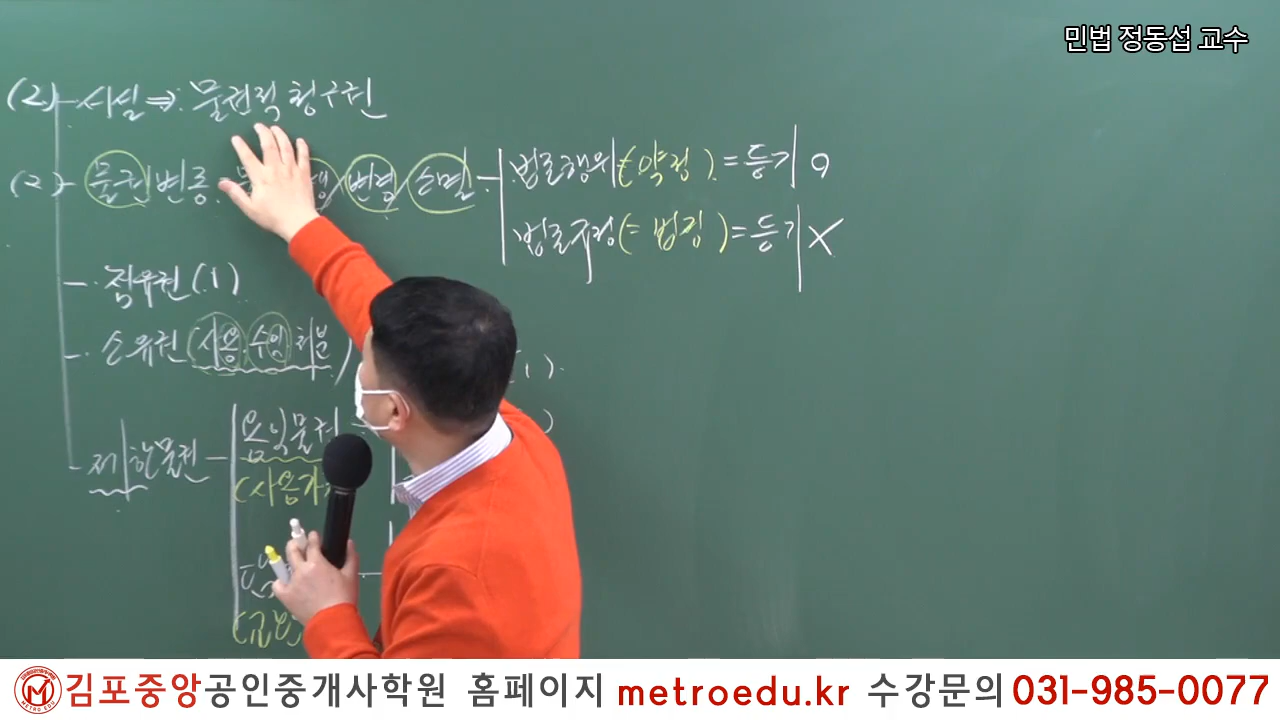 민법 정동섭 교수
(2) - 사실 ⇒ 물권적 청구권
(2) - 물권변동 변경 / 소멸 - 법률행위(=약정) = 등기 O
법률규정(=법정) = 등기 X
- 점유권 (1)
- 소유권 (사용, 수익, 처분)
- 제한물권 - 용익물권
(사용가
METRO EDU
김포중앙공인중개사학원 홈페이지 metroedu.kr 수강문의 031-985-0077